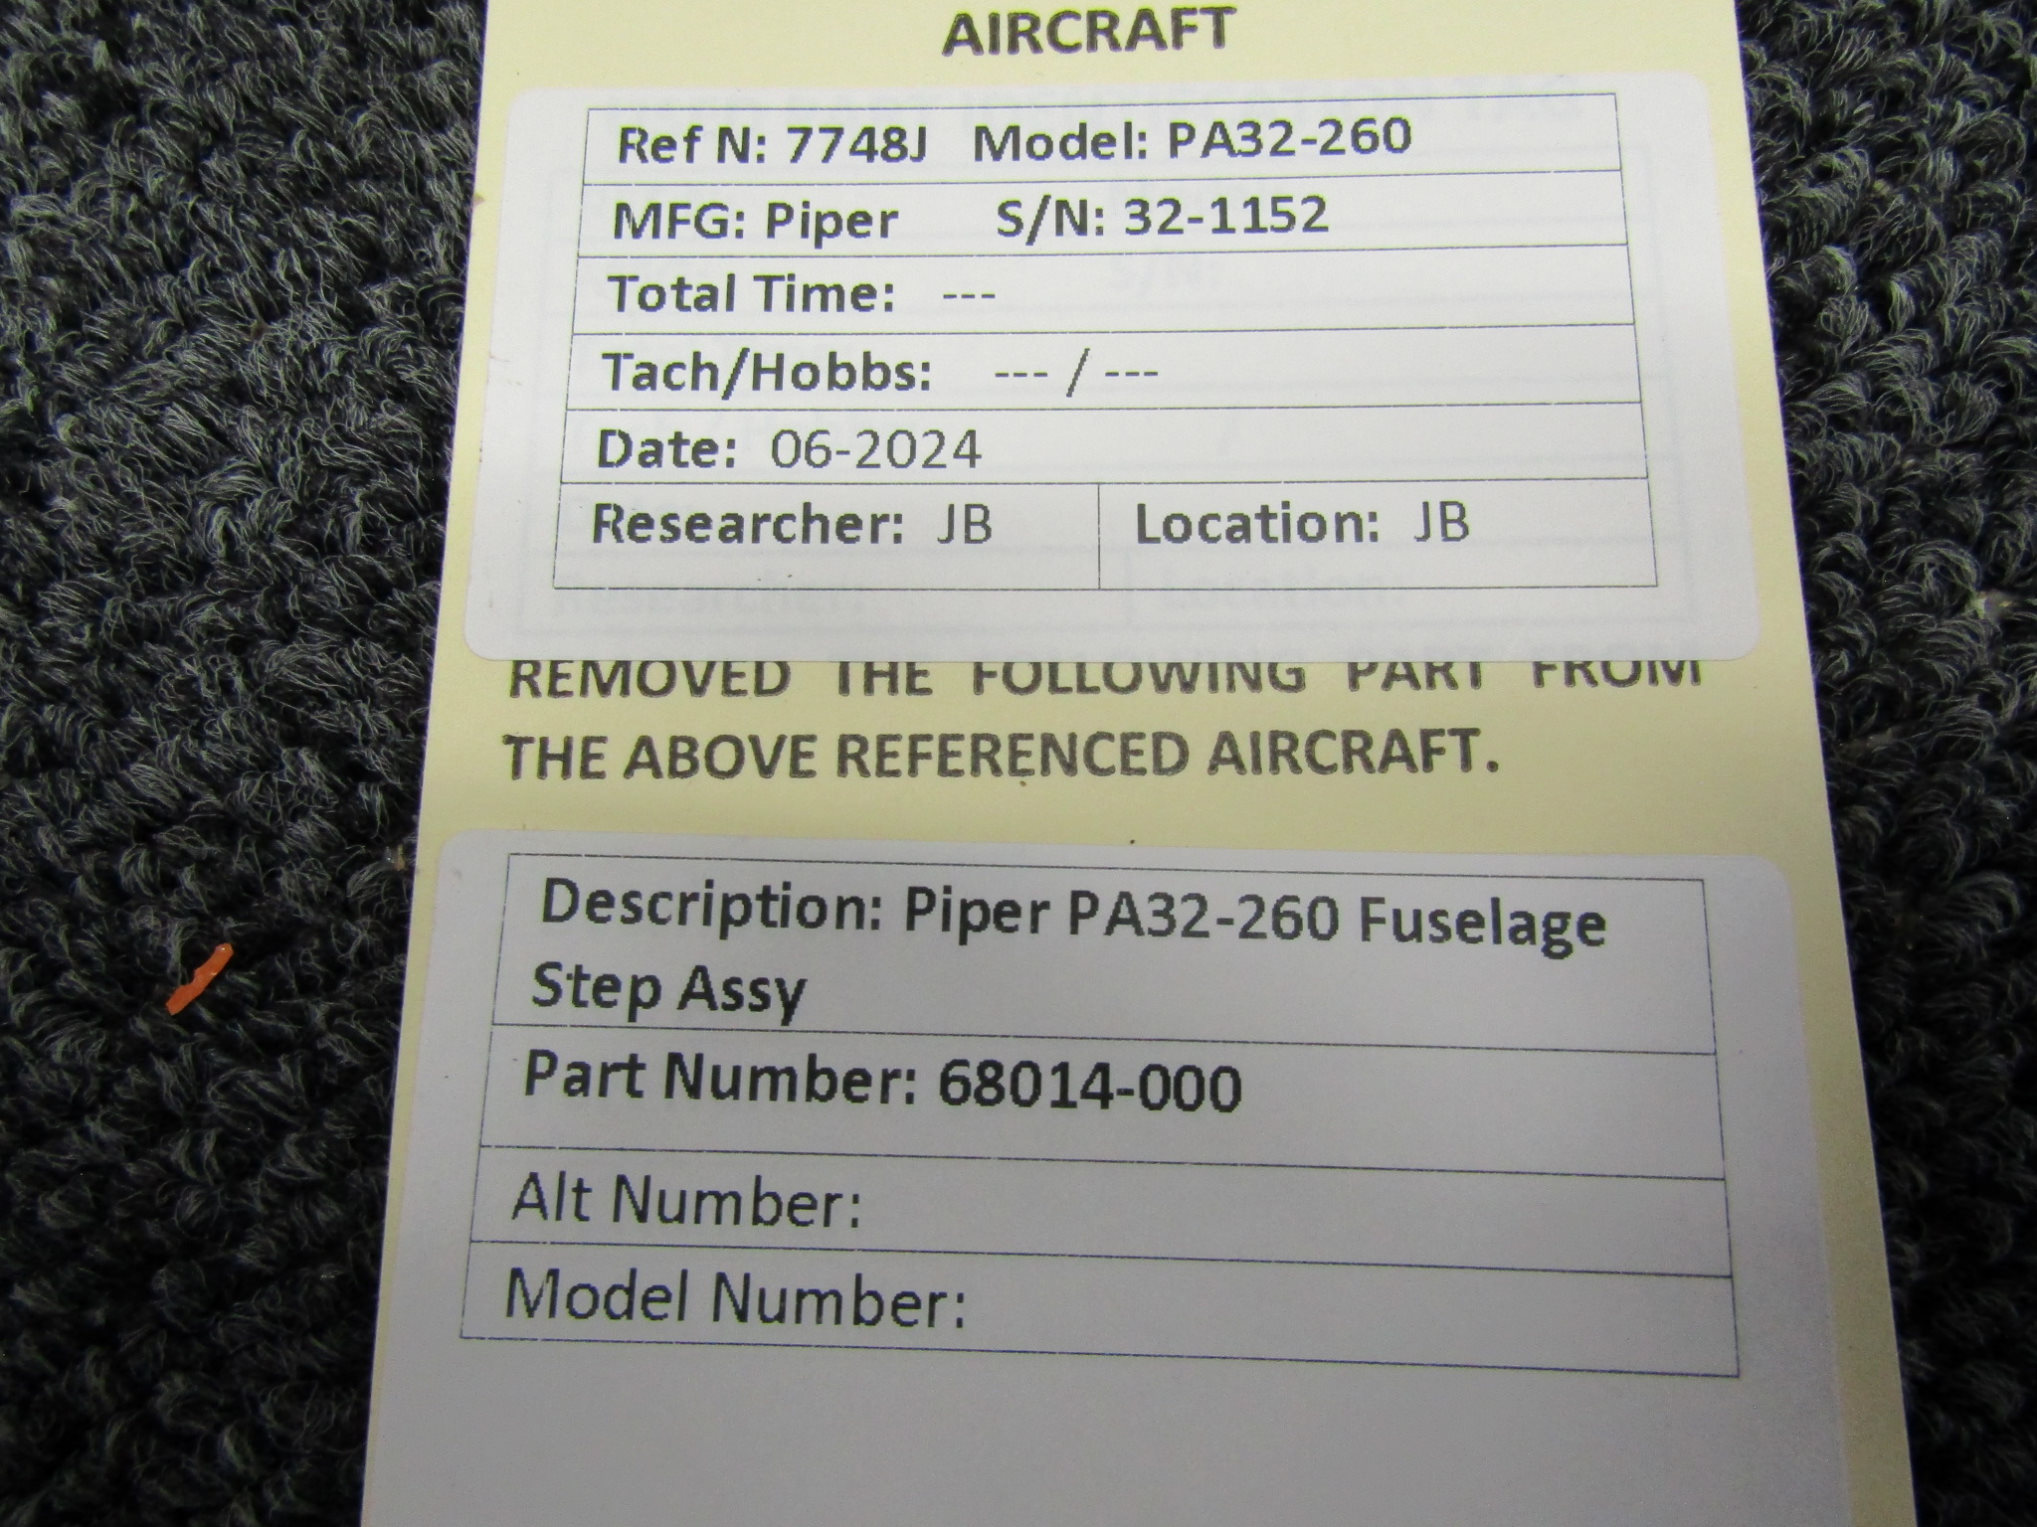 AIRCRAFT
Ref N: 7748J Model: PA32-260
MFG: Piper S/N: 32-1152
Total Time: ---
Tach/Hobbs: --- / ---
Date: 06-2024
Researcher: JB Location: JB
REMOVED THE FOLLOWING PART FROM
THE ABOVE REFERENCED AIRCRAFT.
Description: Piper PA32-260 Fuselage
Step Assy
Part Number: 68014-000
Alt Number:
Model Number: